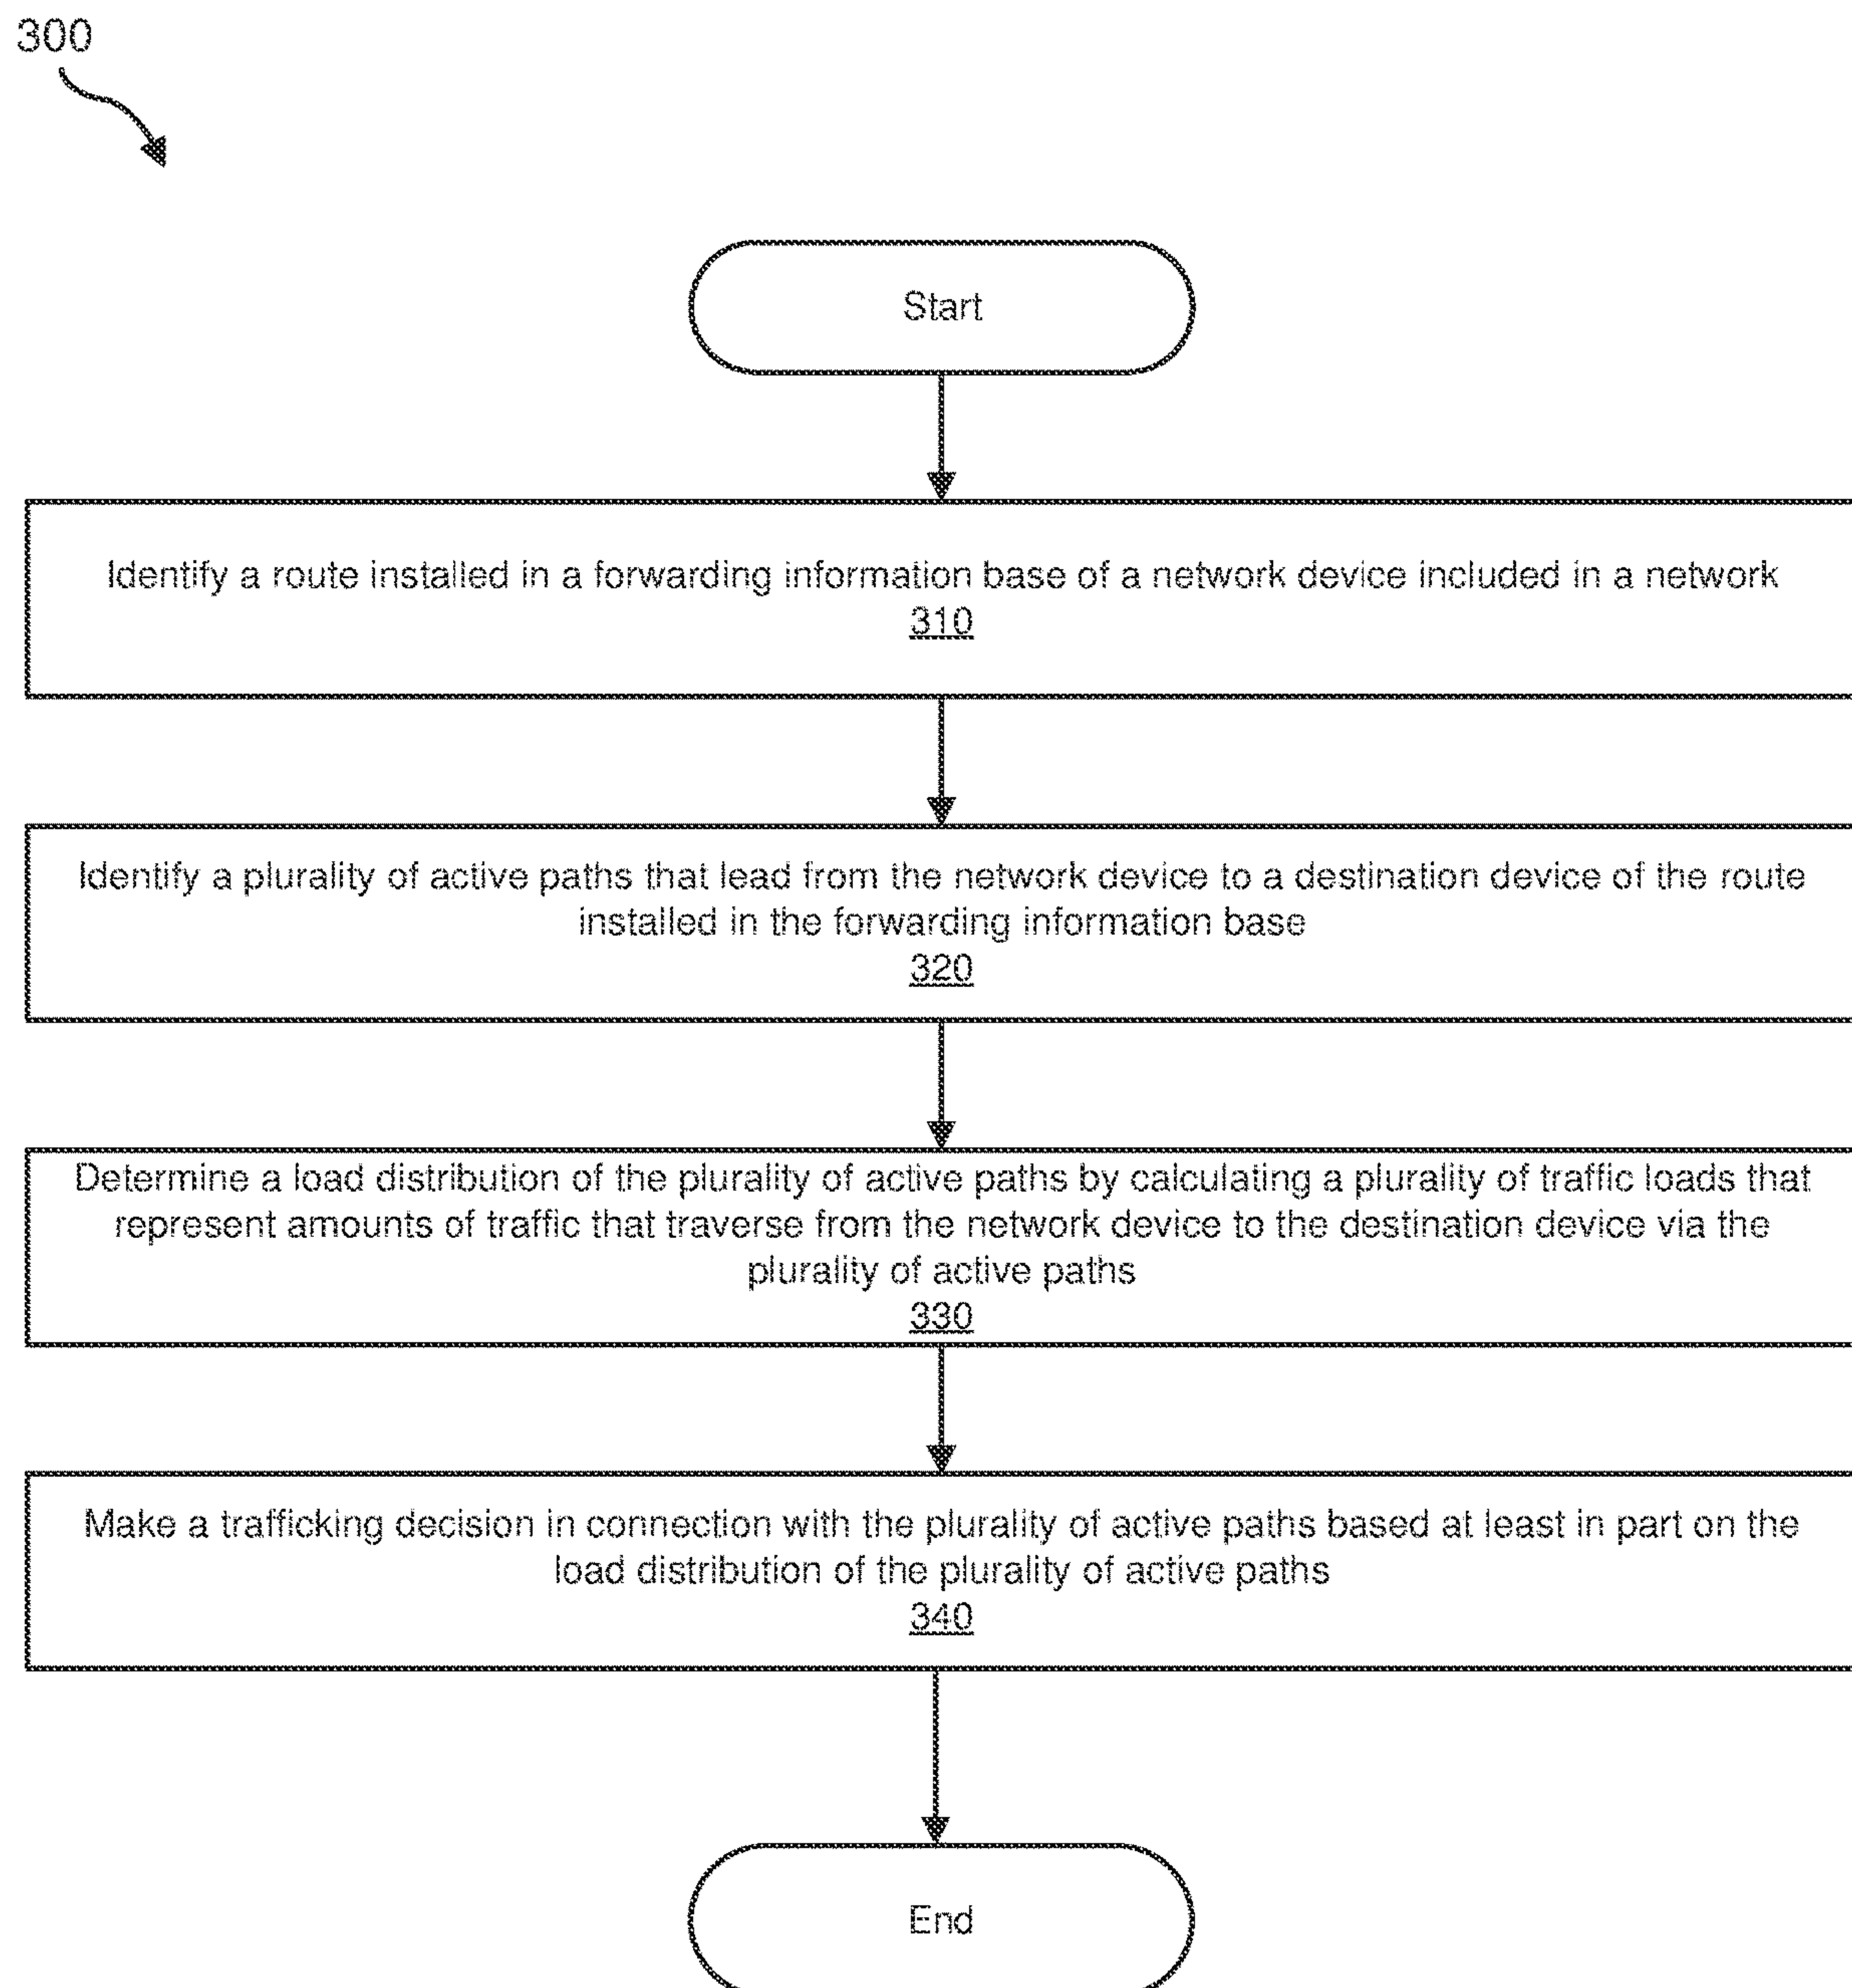 300
Start
Identify a route installed in a forwarding information base of a network device included in a network
310
Identify a plurality of active paths that lead from the network device to a destination device of the route
installed in the forwarding information base
320
Determine a load distribution of the plurality of active paths by calculating a plurality of traffic loads that
represent amounts of traffic that traverse from the network device to the destination device via the
plurality of active paths
330
Make a trafficking decision in connection with the plurality of active paths based at least in part on the
load distribution of the plurality of active paths
340
End